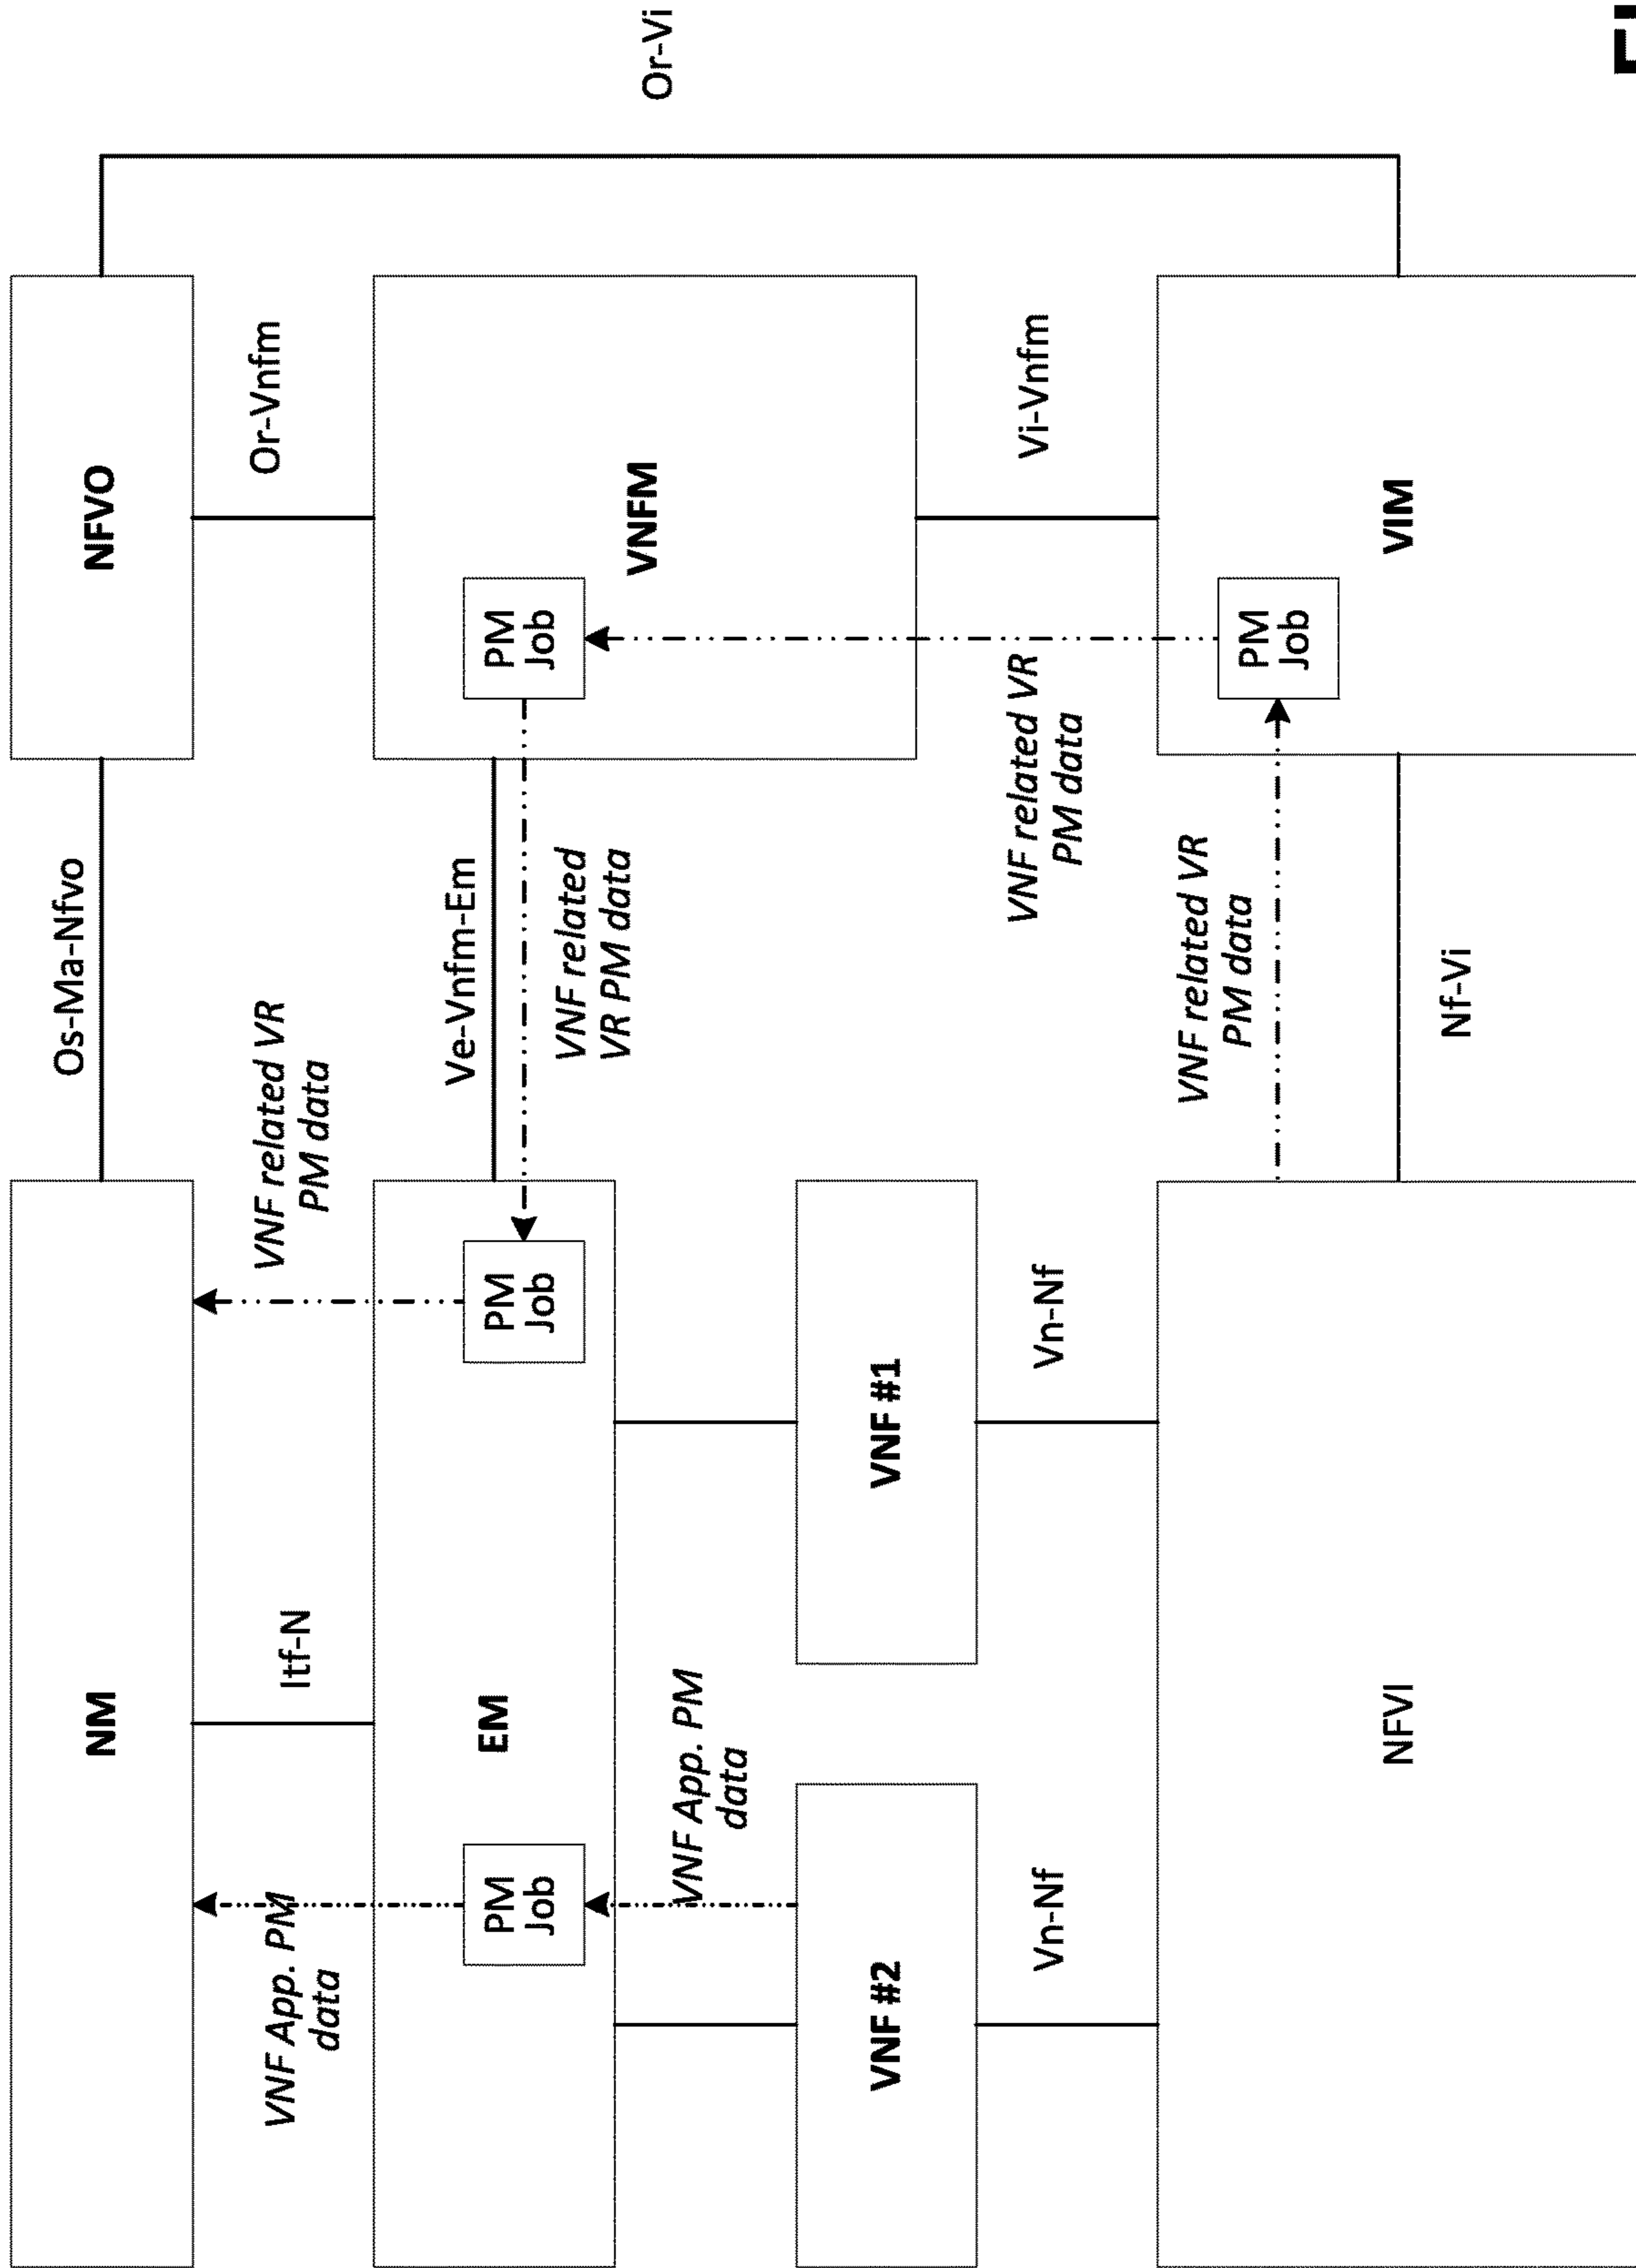 NM
Os-Ma-Nfvo
NFVO
VNF App. PM
data
Itf-N
VNF related VR
PM data
Or-Vnfm
EM
PM
Job
PM
Job
Ve-Vnfm-Em
VNF related
VR PM data
PM
Job
VNFM
Or-Vi
VNF App. PM
data
VNF #2
VNF #1
Vn-Nf
Vn-Nf
VNF related VR
PM data
Vi-Vnfm
VNF related VR
PM data
PM
Job
NFVI
Nf-Vi
VIM